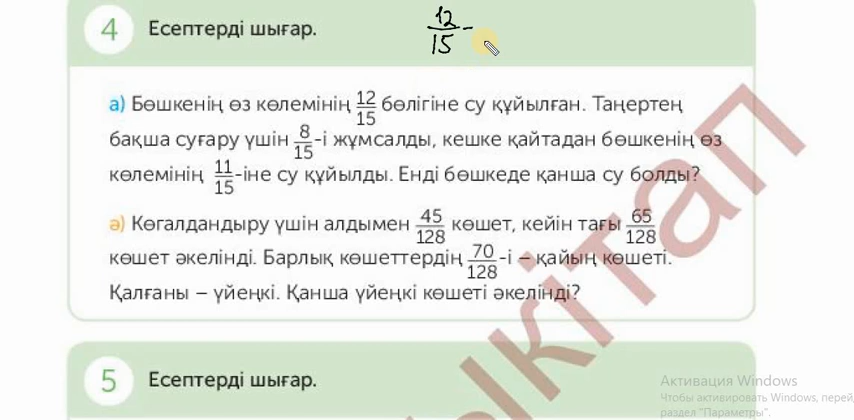 12/15 -
4 Есептерді шығар.
а) Бөшкенің өз көлемінің 12/15 бөлігіне су құйылған. Таңертең
бақша суғару үшін 8/15-і жұмсалды, кешке қайтадан бөшкенің өз
көлемінің 11/15-іне су құйылды. Енді бөшкеде қанша су болды?
ә) Көгалдандыру үшін алдымен 45/128 көшет, кейін тағы 65/128
көшет әкелінді. Барлық көшеттердің 70/128-і – қайың көшеті.
Қалғаны – үйеңкі. Қанша үйеңкі көшеті әкелінді?
5 Есептерді шығар.
ыкітап
Активация Windows
Чтобы активировать Windows, перей
раздел "Параметры".